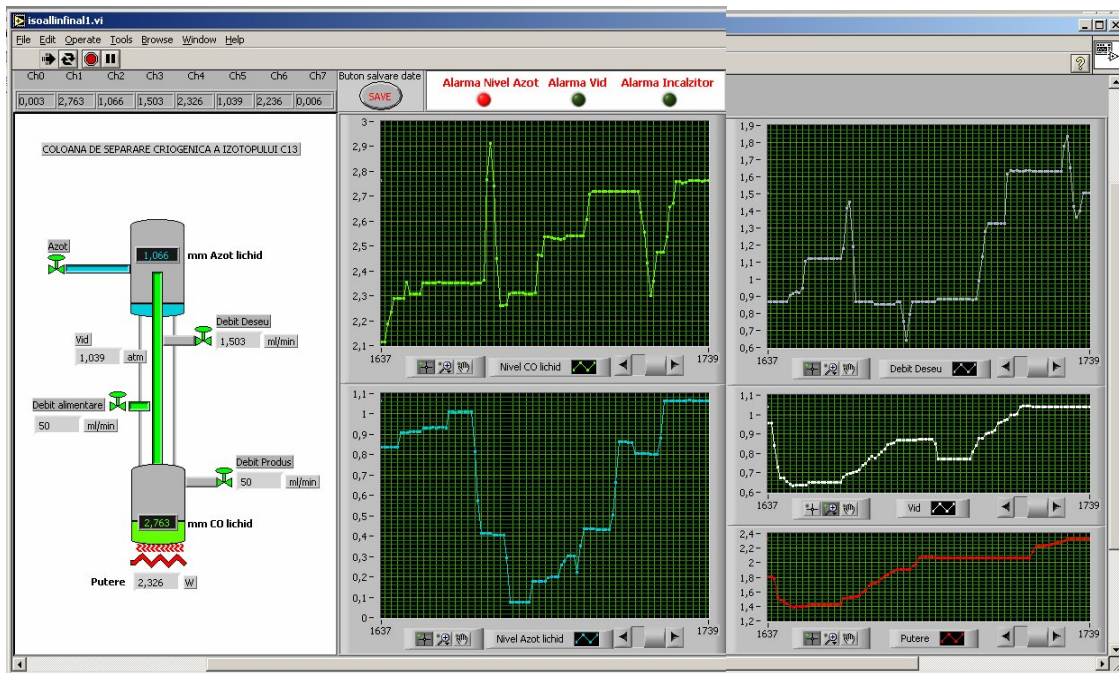 isoallinfinal1.vi
File Edit Operate Tools Browse Window Help
Ch0 Ch1 Ch2 Ch3 Ch4 Ch5 Ch6 Ch7
0,003 2,763 1,066 1,503 2,326 1,039 2,236 0,006
Buton salvare date
SAVE
Alarma Nivel Azot Alarma Vid Alarma Incalzitor
COLOANA DE SEPARARE CRIOGENICA A IZOTOPULUI C13
Azot
1,066 mm Azot lichid
Debit Deseu
1,503 ml/min
Vid
1,039 atm
Debit alimentare
50 ml/min
Debit Produs
50 ml/min
2,763 mm CO lichid
Putere 2,326 W
3-
2,9-
2,8-
2,7-
2,6-
2,5-
2,4-
2,3-
2,2-
2,1-
1637 1739
Nivel CO lichid
1,1-
1-
0,9-
0,8-
0,7-
0,6-
0,5-
0,4-
0,3-
0,2-
0,1-
0-
1637 1739
Nivel Azot lichid
1,9-
1,8-
1,7-
1,6-
1,5-
1,4-
1,3-
1,2-
1,1-
1-
0,9-
0,8-
0,7-
0,6-
1637 1739
Debit Deseu
1,1-
1-
0,9-
0,8-
0,7-
0,6-
1637 1739
Vid
2,4-
2,2-
2-
1,8-
1,6-
1,4-
1,2-
1637 1739
Putere